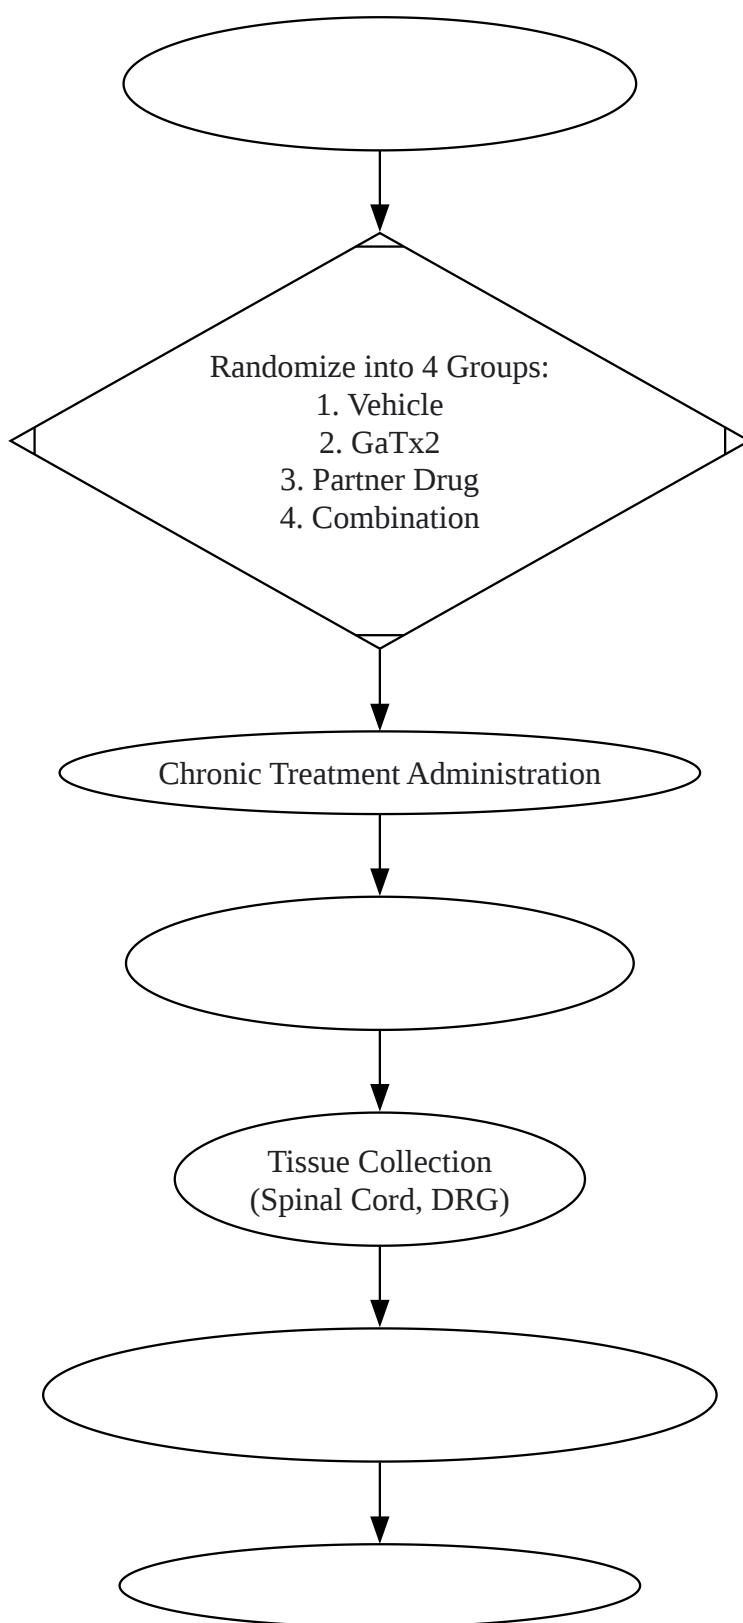 Randomize into 4 Groups:
1. Vehicle
2. GaTx2
3. Partner Drug
4. Combination
Chronic Treatment Administration
Tissue Collection
(Spinal Cord, DRG)